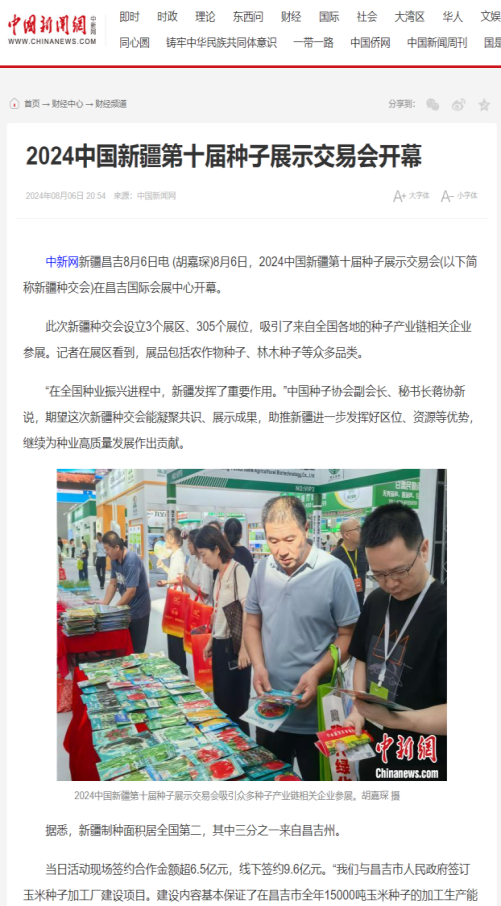 中国新闻网
中新网
WWW.CHINANEWS.COM
即时 时政 理论 东西问 财经 国际 社会 大湾区 华人 文娱
同心圆 铸牢中华民族共同体意识 一带一路 中国侨网 中国新闻周刊 国是
首页→财经中心→财经频道
分享到：
2024中国新疆第十届种子展示交易会开幕
2024年08月06日 20:54 来源：中国新闻网
A+ 大字体 A- 小字体
中新网新疆昌吉8月6日电 (胡嘉琛)8月6日，2024中国新疆第十届种子展示交易会(以下简
称新疆种交会)在昌吉国际会展中心开幕。
此次新疆种交会设立3个展区、305个展位，吸引了来自全国各地的种子产业链相关企业
参展。记者在展区看到，展品包括农作物种子、林木种子等众多品类。
“在全国种业振兴进程中，新疆发挥了重要作用。”中国种子协会副会长、秘书长蒋协新
说，期望这次新疆种交会能凝聚共识、展示成果，助推新疆进一步发挥好区位、资源等优势，
继续为种业高质量发展作出贡献。
中新网
Chinanews.com
2024中国新疆第十届种子展示交易会吸引众多种子产业链相关企业参展。胡嘉琛 摄
据悉，新疆制种面积居全国第二，其中三分之一来自昌吉州。
当日活动现场签约合作金额超6.5亿元，线下签约9.6亿元。“我们与昌吉市人民政府签订
玉米种子加工厂建设项目。建设内容基本保证了在昌吉市全年15000吨玉米种子的加工生产能